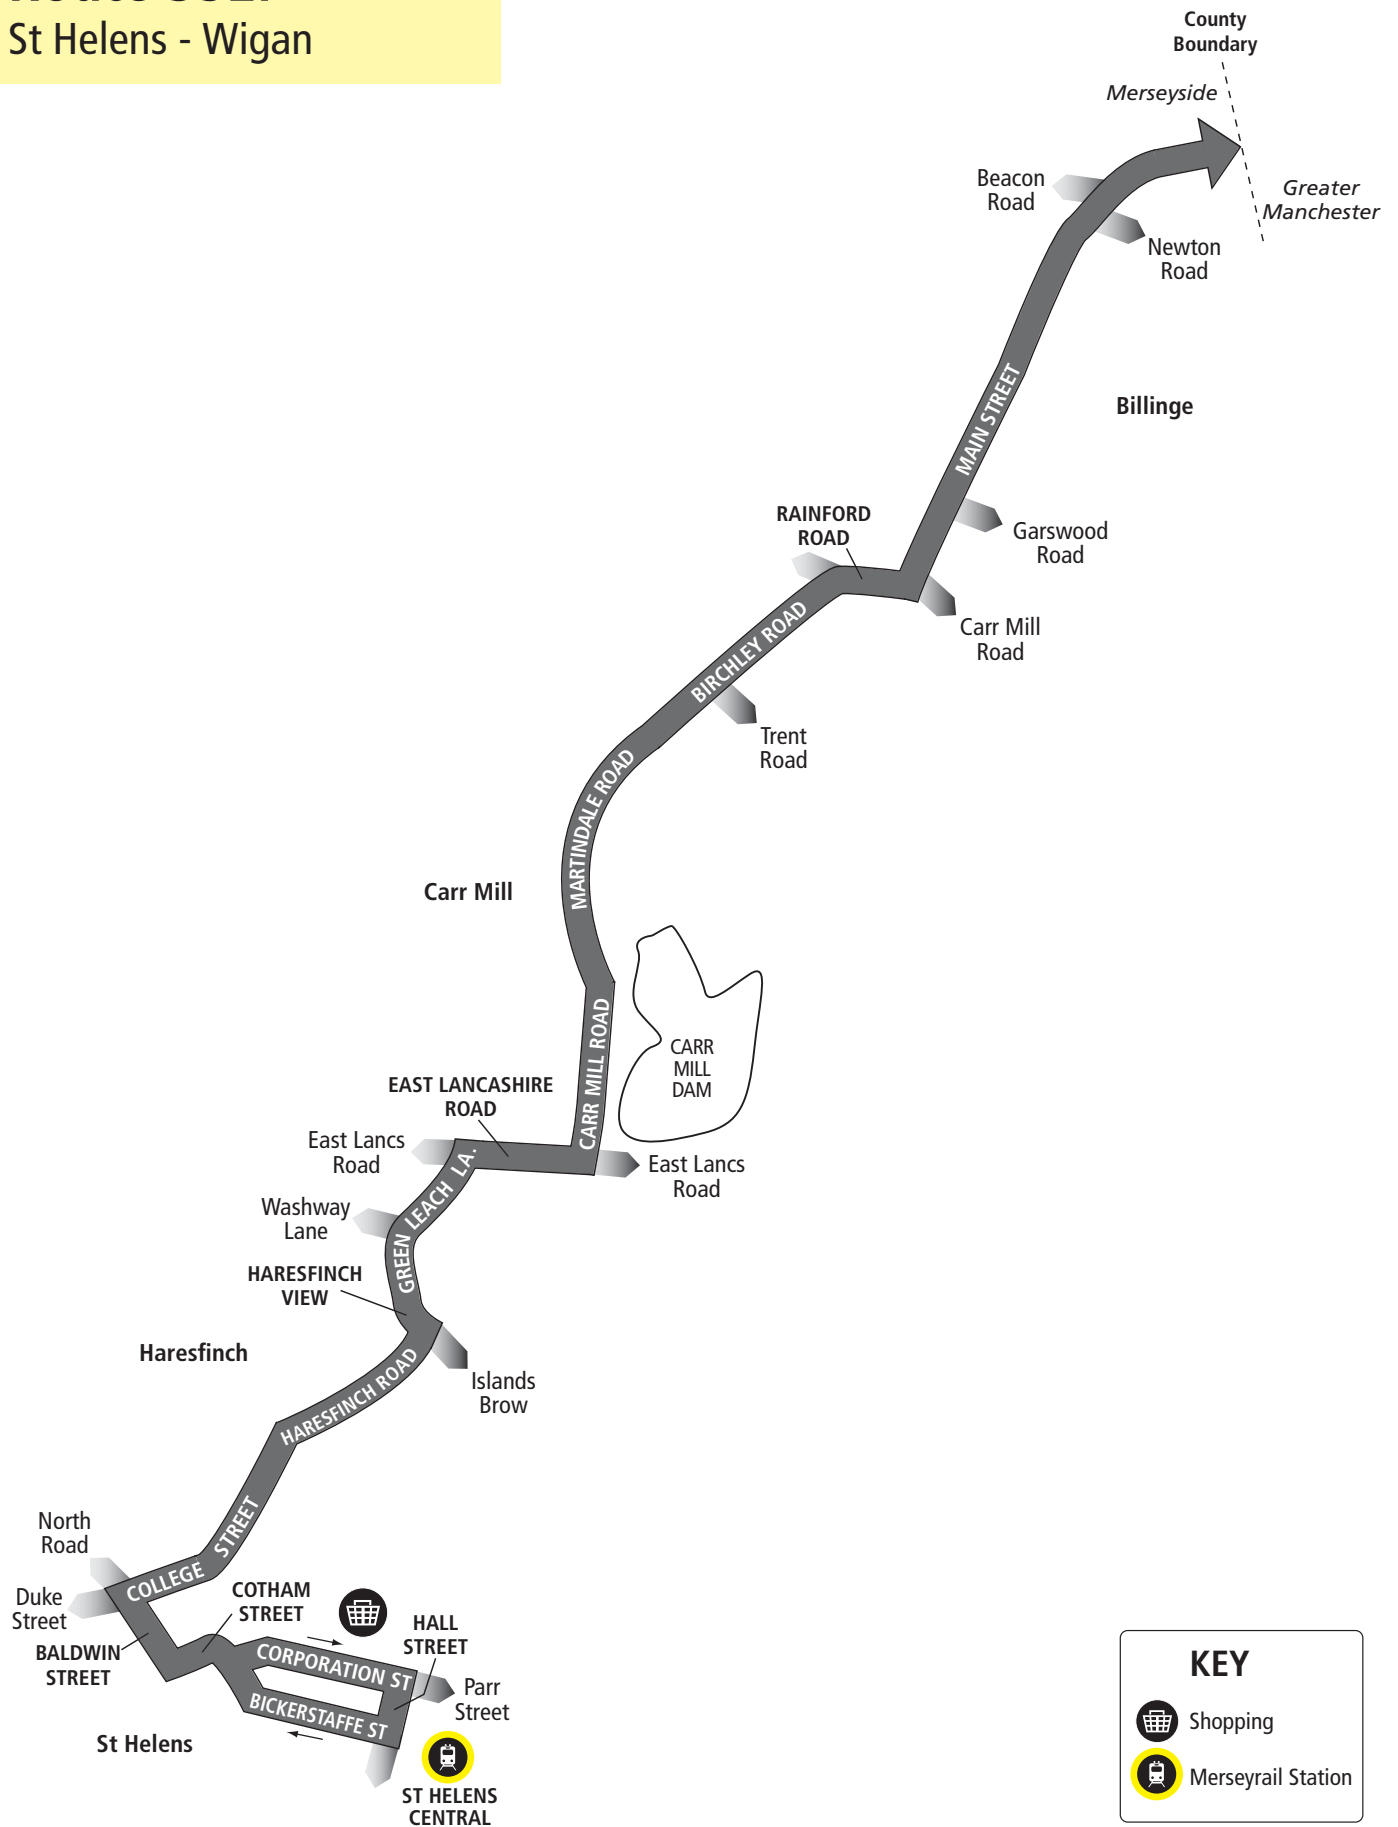 St Helens - Wigan
County
Boundary
Merseyside
Greater
Manchester
Beacon
Road
Newton
Road
MAIN STREET
Billinge
RAINFORD
ROAD
Garswood
Road
Carr Mill
Road
BIRCHLEY ROAD
Trent
Road
MARTINDALE ROAD
Carr Mill
CARR MILL ROAD
CARR
MILL
DAM
EAST LANCASHIRE
ROAD
East Lancs
Road
East Lancs
Road
Washway
Lane
GREEN LEACH LA.
HARESFINCH
VIEW
Haresfinch
HARESFINCH ROAD
Islands
Brow
North
Road
COLLEGE STREET
Duke
Street
COTHAM
STREET
HALL
STREET
BALDWIN
STREET
CORPORATION ST
Parr
Street
BICKERSTAFFE ST
St Helens
ST HELENS
CENTRAL
KEY
Shopping
Merseyrail Station